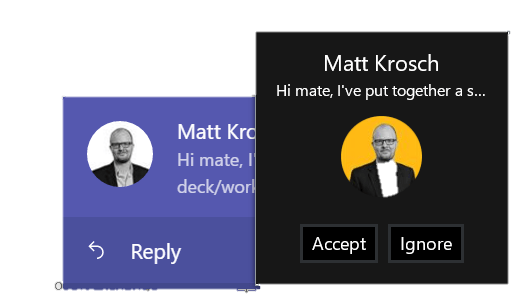 Matt Krosch
Hi mate, I've put together a s...
Accept
Ignore
Matt Kro
Hi mate, I'
deck/work
Reply